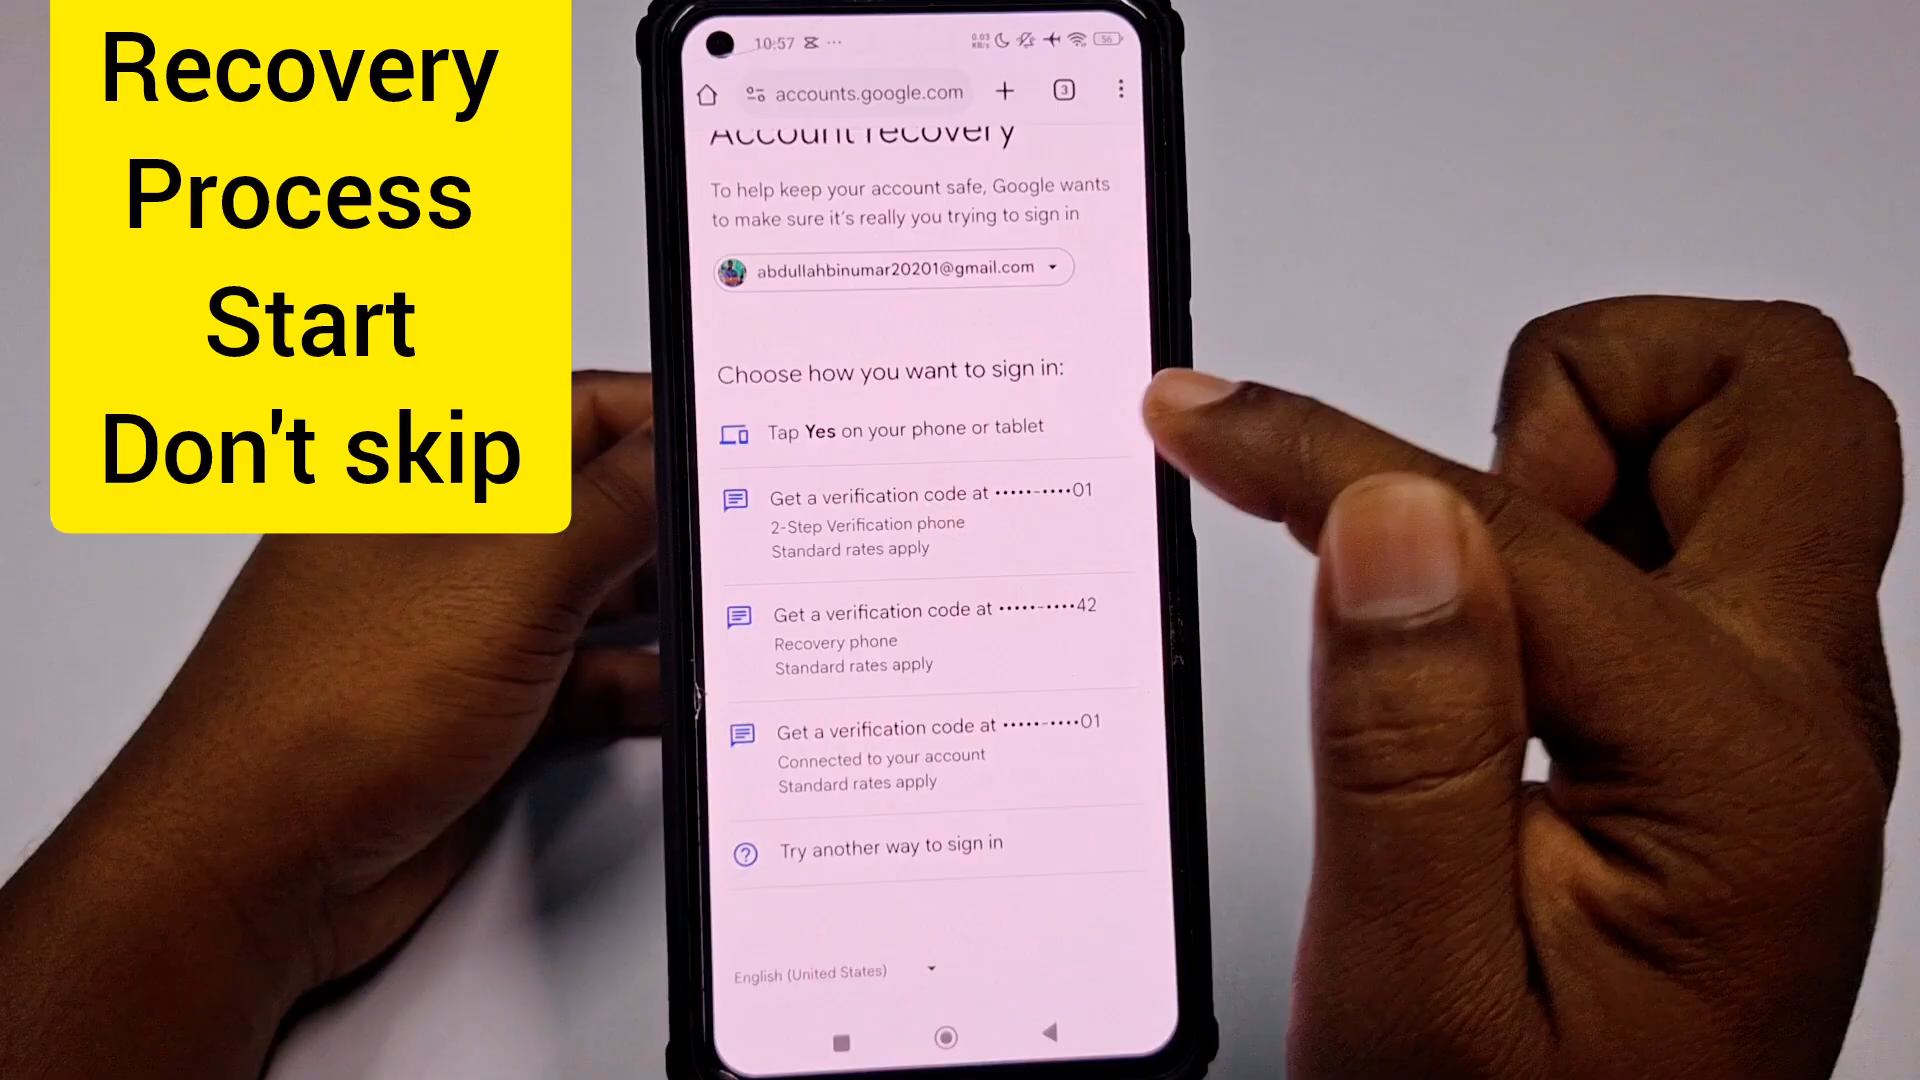 Recovery
Process
Start
Don't skip
10:57
0.03
KB/s
56
accounts.google.com
3
Account recovery
To help keep your account safe, Google wants
to make sure it's really you trying to sign in
abdullahbinumar20201@gmail.com
Choose how you want to sign in:
Tap Yes on your phone or tablet
Get a verification code at •••••-••••01
2-Step Verification phone
Standard rates apply
Get a verification code at •••••-••••42
Recovery phone
Standard rates apply
Get a verification code at •••••-••••01
Connected to your account
Standard rates apply
Try another way to sign in
English (United States)